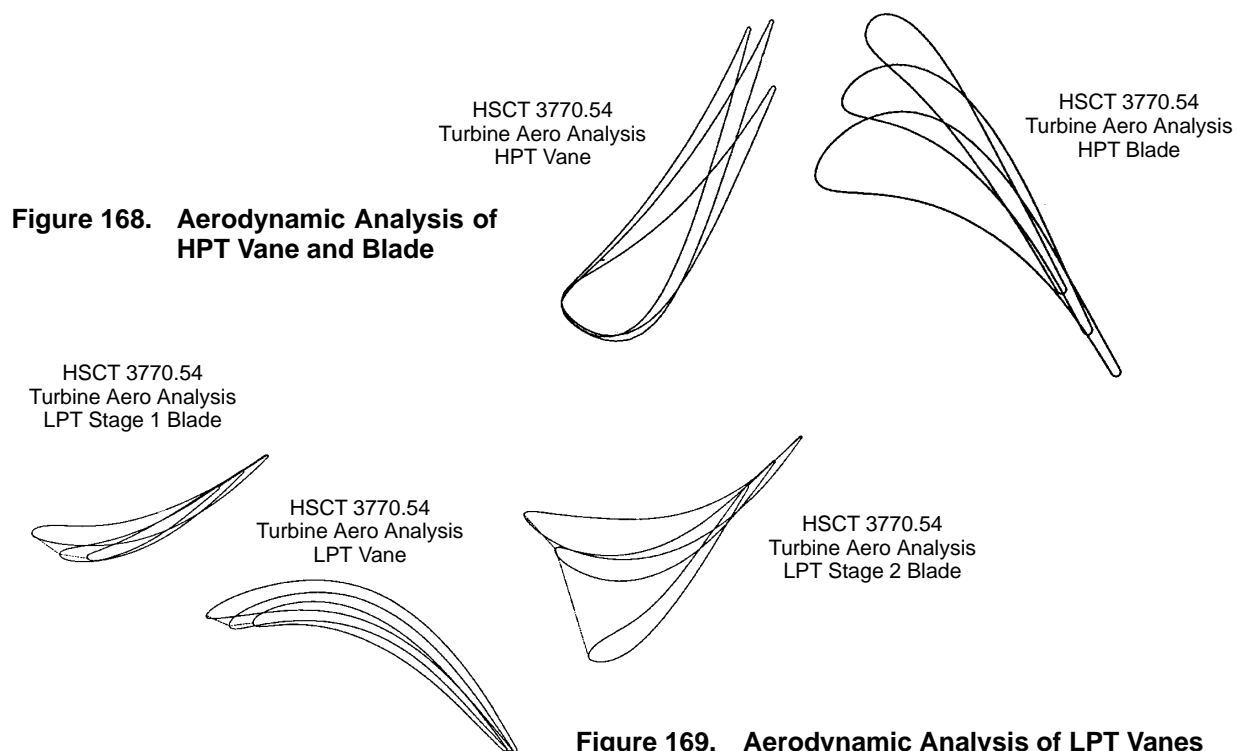 HSCT 3770.54
Turbine Aero Analysis
HPT Vane
HSCT 3770.54
Turbine Aero Analysis
HPT Blade
Figure 168. Aerodynamic Analysis of
HPT Vane and Blade
HSCT 3770.54
Turbine Aero Analysis
LPT Stage 1 Blade
HSCT 3770.54
Turbine Aero Analysis
LPT Vane
HSCT 3770.54
Turbine Aero Analysis
LPT Stage 2 Blade
Figure 169. Aerodynamic Analysis of LPT Vanes